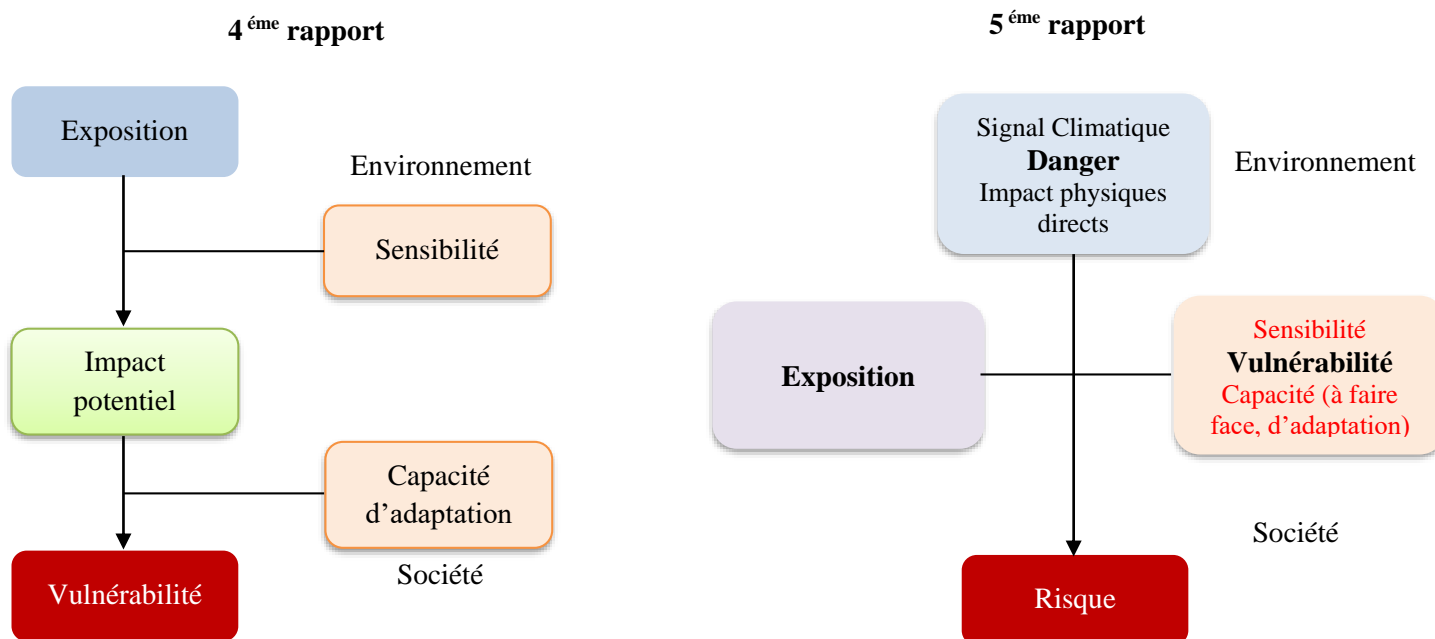 4 éme rapport
Exposition
Environnement
Sensibilité
Impact
potentiel
Capacité
d’adaptation
Société
Vulnérabilité
5 éme rapport
Signal Climatique
Danger
Impact physiques
directs
Environnement
Exposition
Sensibilité
Vulnérabilité
Capacité (à faire
face, d’adaptation)
Société
Risque